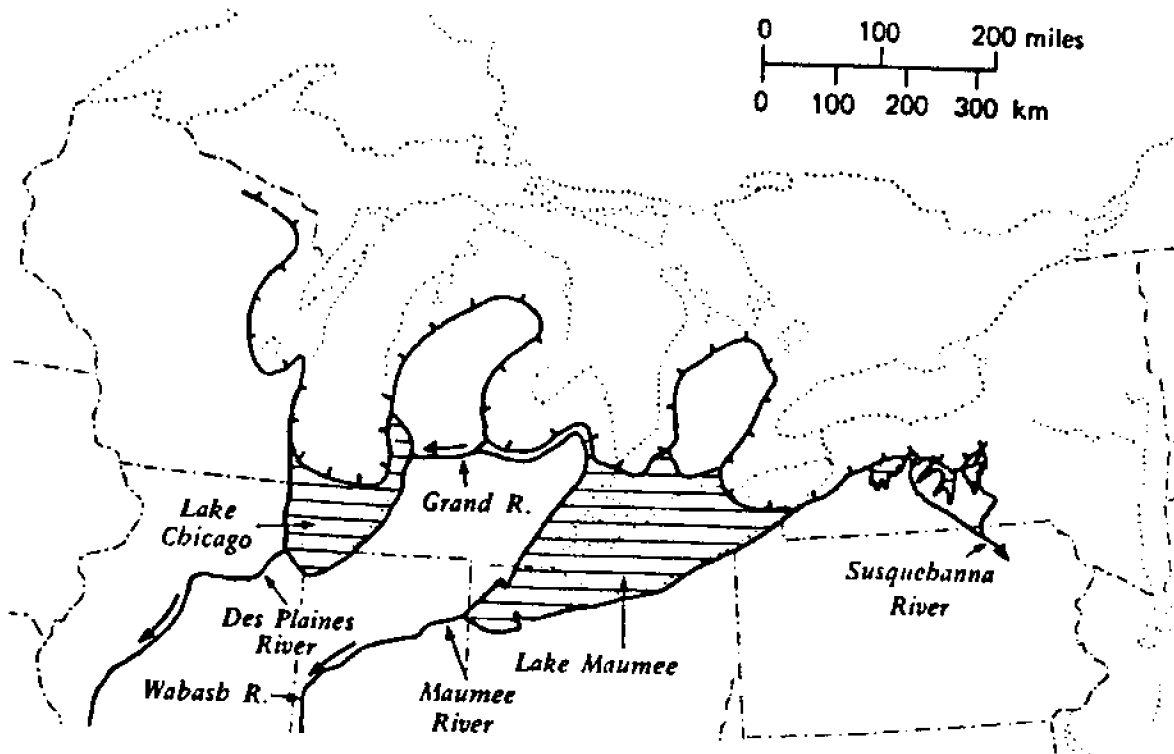 0 100 200 miles
0 100 200 300 km
Grand R.
Lake
Chicago
Des Plaines
River
Wabash R.
Maumee
River
Lake Maumee
Susquehanna
River